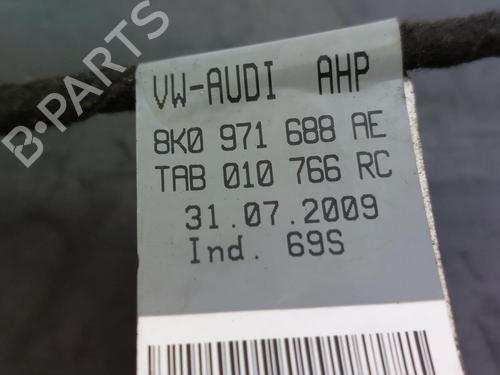 VW-AUDI AHP
8K0 971 688 AE
TAB 010 766 RC
31.07.2009
Ind. 69S
B-PARTS